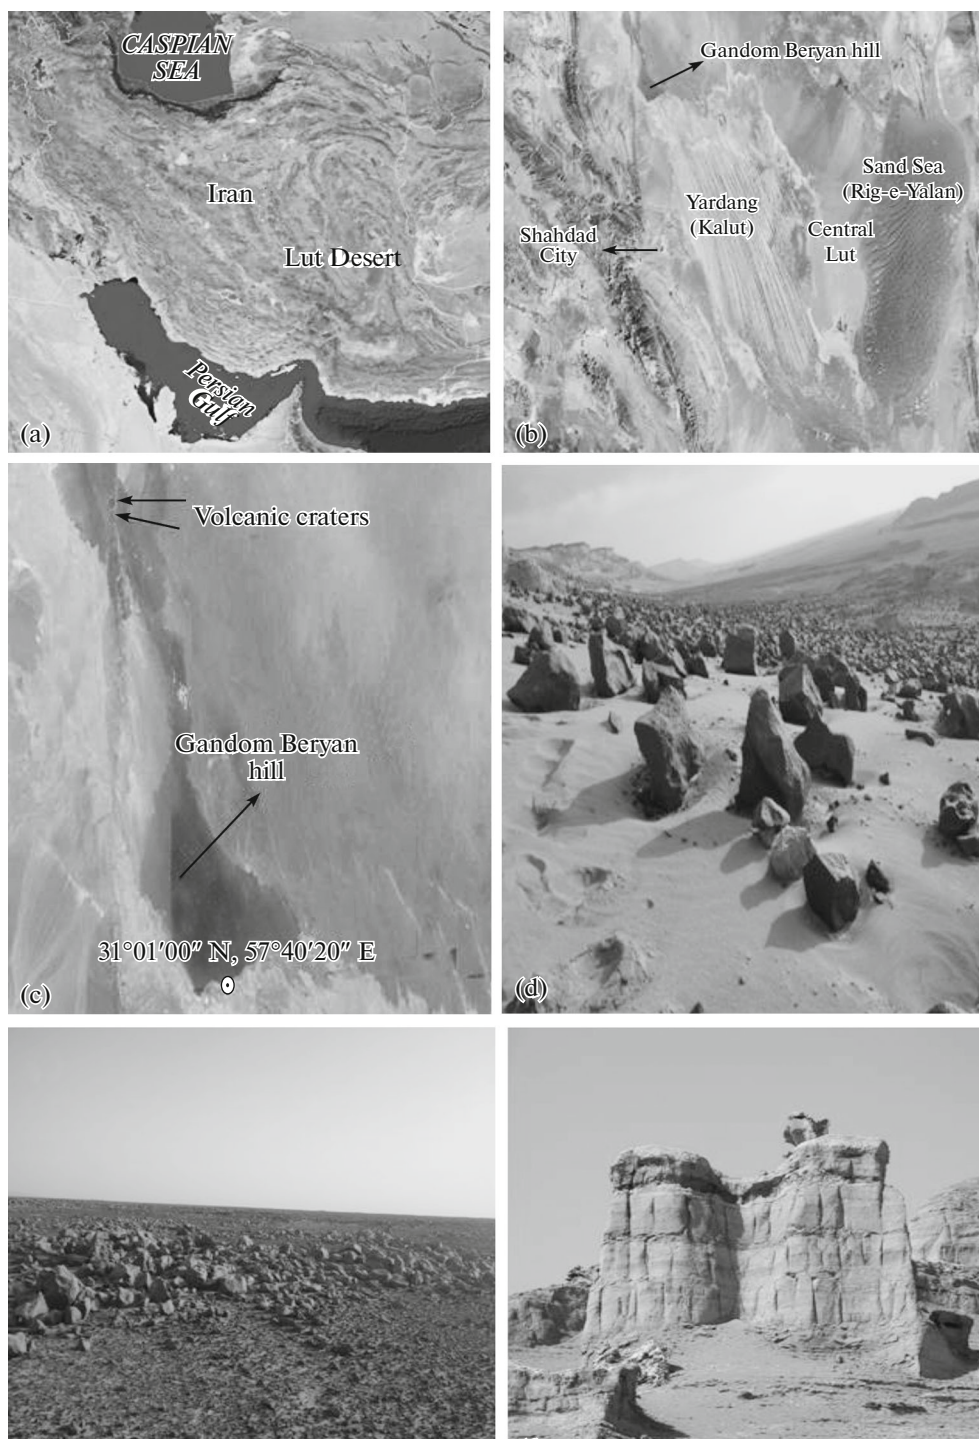 CASPIAN
SEA
Iran
Lut Desert
Persian
Gulf
(a)
Gandom Beryan hill
Sand Sea
(Rig-e-Yalan)
Yardang
(Kalut)
Central
Lut
Shahdad
City
(b)
Volcanic craters
Gandom Beryan
hill
31°01′00″ N, 57°40′20″ E
(c)
(d)